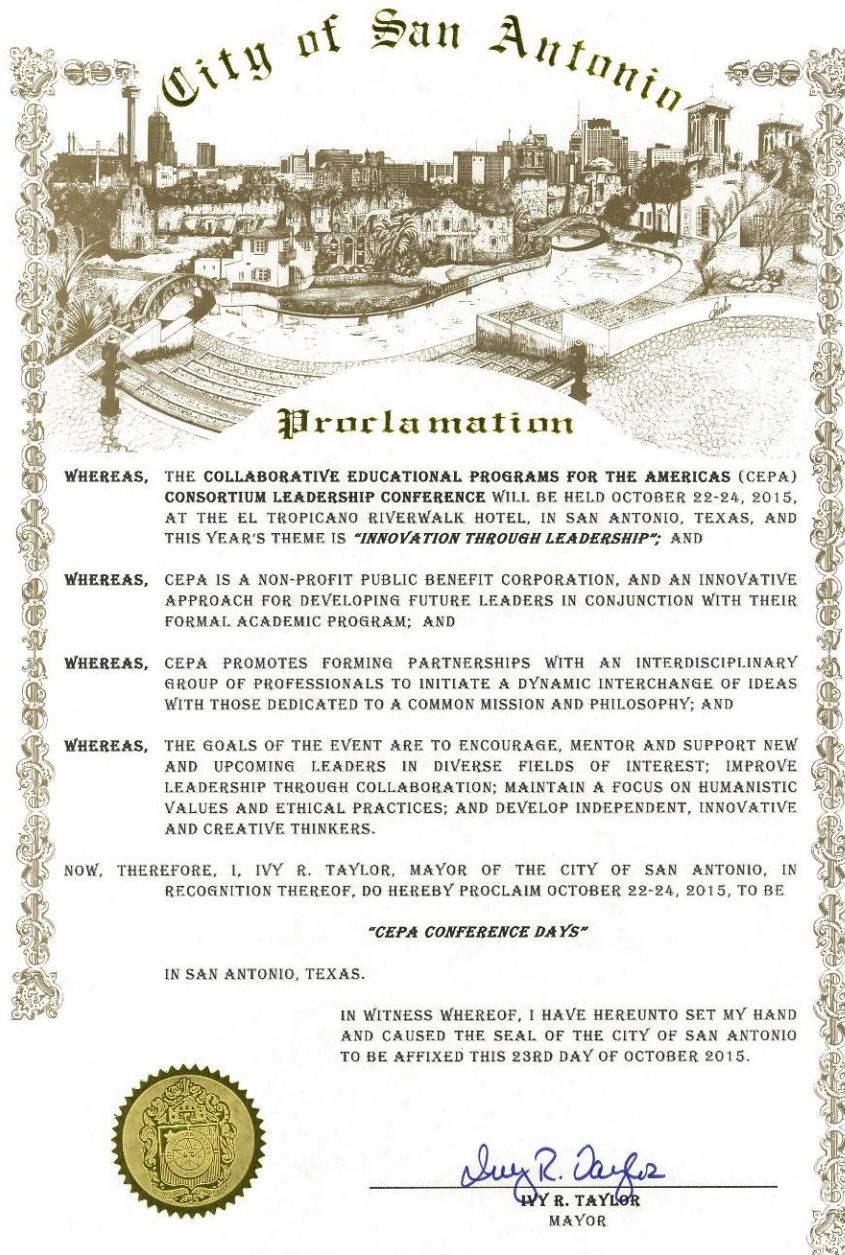 City of San Antonio
Proclamation
WHEREAS, THE COLLABORATIVE EDUCATIONAL PROGRAMS FOR THE AMERICAS (CEPA)
CONSORTIUM LEADERSHIP CONFERENCE WILL BE HELD OCTOBER 22-24, 2015,
AT THE EL TROPICANO RIVERWALK HOTEL, IN SAN ANTONIO, TEXAS, AND
THIS YEAR'S THEME IS "INNOVATION THROUGH LEADERSHIP"; AND
WHEREAS, CEPA IS A NON-PROFIT PUBLIC BENEFIT CORPORATION, AND AN INNOVATIVE
APPROACH FOR DEVELOPING FUTURE LEADERS IN CONJUNCTION WITH THEIR
FORMAL ACADEMIC PROGRAM; AND
WHEREAS, CEPA PROMOTES FORMING PARTNERSHIPS WITH AN INTERDISCIPLINARY
GROUP OF PROFESSIONALS TO INITIATE A DYNAMIC INTERCHANGE OF IDEAS
WITH THOSE DEDICATED TO A COMMON MISSION AND PHILOSOPHY; AND
WHEREAS, THE GOALS OF THE EVENT ARE TO ENCOURAGE, MENTOR AND SUPPORT NEW
AND UPCOMING LEADERS IN DIVERSE FIELDS OF INTEREST; IMPROVE
LEADERSHIP THROUGH COLLABORATION; MAINTAIN A FOCUS ON HUMANISTIC
VALUES AND ETHICAL PRACTICES; AND DEVELOP INDEPENDENT, INNOVATIVE
AND CREATIVE THINKERS.
NOW, THEREFORE, I, IVY R. TAYLOR, MAYOR OF THE CITY OF SAN ANTONIO, IN
RECOGNITION THEREOF, DO HEREBY PROCLAIM OCTOBER 22-24, 2015, TO BE
"CEPA CONFERENCE DAYS"
IN SAN ANTONIO, TEXAS.
IN WITNESS WHEREOF, I HAVE HEREUNTO SET MY HAND
AND CAUSED THE SEAL OF THE CITY OF SAN ANTONIO
TO BE AFFIXED THIS 23RD DAY OF OCTOBER 2015.
Ivy R. Taylor
IVY R. TAYLOR
MAYOR